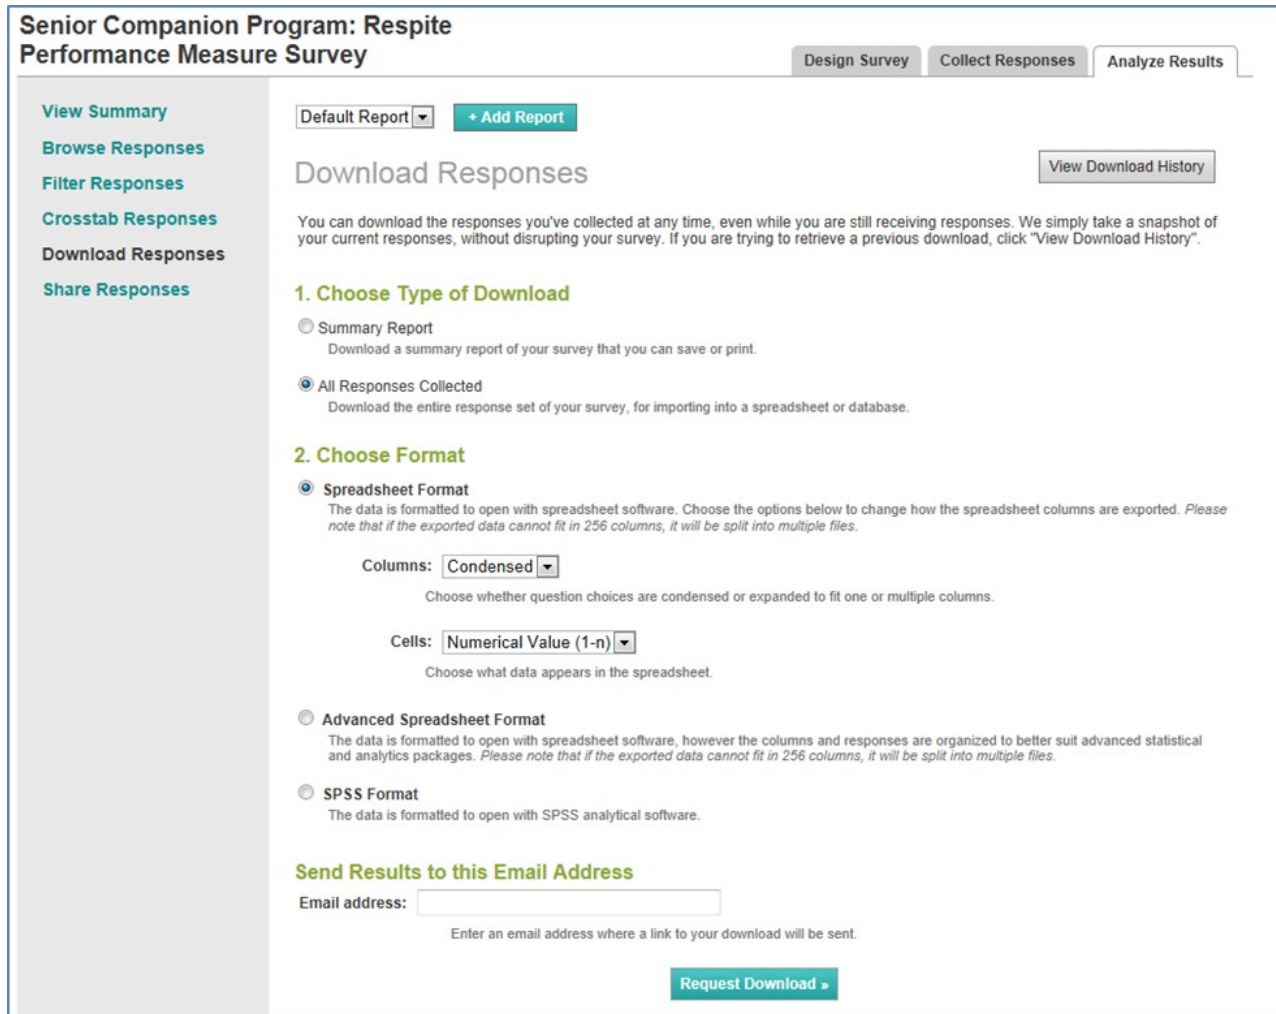 Senior Companion Program: Respite
Performance Measure Survey
Design Survey
Collect Responses
Analyze Results
View Summary
Browse Responses
Filter Responses
Crosstab Responses
Download Responses
Share Responses
Default Report
+ Add Report
Download Responses
View Download History
You can download the responses you've collected at any time, even while you are still receiving responses. We simply take a snapshot of
your current responses, without disrupting your survey. If you are trying to retrieve a previous download, click "View Download History".
1. Choose Type of Download
Summary Report
Download a summary report of your survey that you can save or print.
All Responses Collected
Download the entire response set of your survey, for importing into a spreadsheet or database.
2. Choose Format
Spreadsheet Format
The data is formatted to open with spreadsheet software. Choose the options below to change how the spreadsheet columns are exported. Please
note that if the exported data cannot fit in 256 columns, it will be split into multiple files.
Columns: Condensed
Choose whether question choices are condensed or expanded to fit one or multiple columns.
Cells: Numerical Value (1-n)
Choose what data appears in the spreadsheet.
Advanced Spreadsheet Format
The data is formatted to open with spreadsheet software, however the columns and responses are organized to better suit advanced statistical
and analytics packages. Please note that if the exported data cannot fit in 256 columns, it will be split into multiple files.
SPSS Format
The data is formatted to open with SPSS analytical software.
Send Results to this Email Address
Email address:
Enter an email address where a link to your download will be sent.
Request Download »